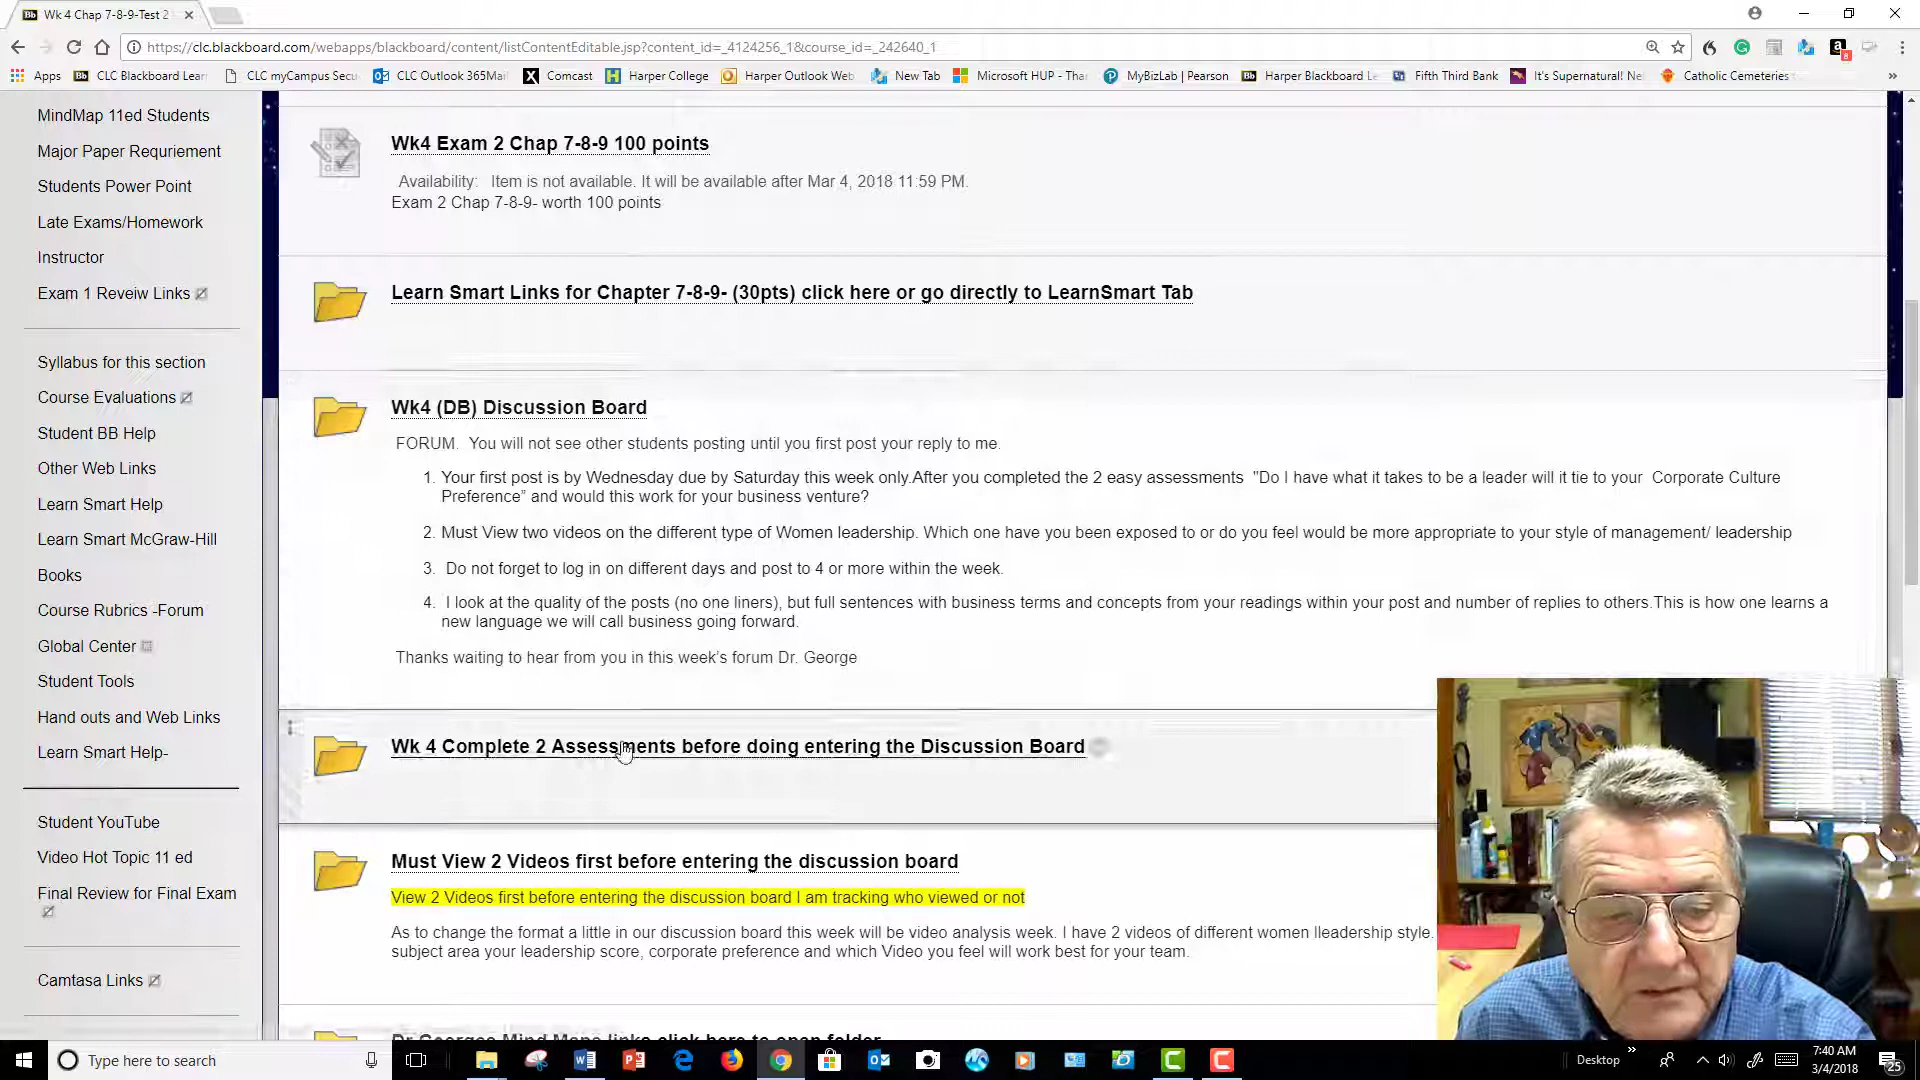 Wk 4 Chap 7-8-9-Test 2
https://clc.blackboard.com/webapps/blackboard/content/listContentEditable.jsp?content_id=_4124256_1&course_id=_242640_1
Apps
CLC Blackboard Lear
CLC myCampus Secu
CLC Outlook 365Mail
Comcast
Harper College
Harper Outlook Web
New Tab
Microsoft HUP - Tha
MyBizLab | Pearson
Harper Blackboard Le
Fifth Third Bank
It's Supernatural! Ne
Catholic Cemeteries
MindMap 11ed Students
Major Paper Requriement
Students Power Point
Late Exams/Homework
Instructor
Exam 1 Reveiw Links
Syllabus for this section
Course Evaluations
Student BB Help
Other Web Links
Learn Smart Help
Learn Smart McGraw-Hill
Books
Course Rubrics -Forum
Global Center
Student Tools
Hand outs and Web Links
Learn Smart Help-
Student YouTube
Video Hot Topic 11 ed
Final Review for Final Exam
Camtasa Links
Wk4 Exam 2 Chap 7-8-9 100 points
Availability: Item is not available. It will be available after Mar 4, 2018 11:59 PM.
Exam 2 Chap 7-8-9- worth 100 points
Learn Smart Links for Chapter 7-8-9- (30pts) click here or go directly to LearnSmart Tab
Wk4 (DB) Discussion Board
FORUM. You will not see other students posting until you first post your reply to me.
1. Your first post is by Wednesday due by Saturday this week only.After you completed the 2 easy assessments "Do I have what it takes to be a leader will it tie to your Corporate Culture
Preference” and would this work for your business venture?
2. Must View two videos on the different type of Women leadership. Which one have you been exposed to or do you feel would be more appropriate to your style of management/ leadership
3. Do not forget to log in on different days and post to 4 or more within the week.
4. I look at the quality of the posts (no one liners), but full sentences with business terms and concepts from your readings within your post and number of replies to others.This is how one learns a
new language we will call business going forward.
Thanks waiting to hear from you in this week’s forum Dr. George
Wk 4 Complete 2 Assessments before doing entering the Discussion Board
Must View 2 Videos first before entering the discussion board
View 2 Videos first before entering the discussion board I am tracking who viewed or not
As to change the format a little in our discussion board this week will be video analysis week. I have 2 videos of different women lleadership style.
subject area your leadership score, corporate preference and which Video you feel will work best for your team.
Dr Georges Mind Maps links click here to open folder
Type here to search
Desktop
7:40 AM
3/4/2018
25